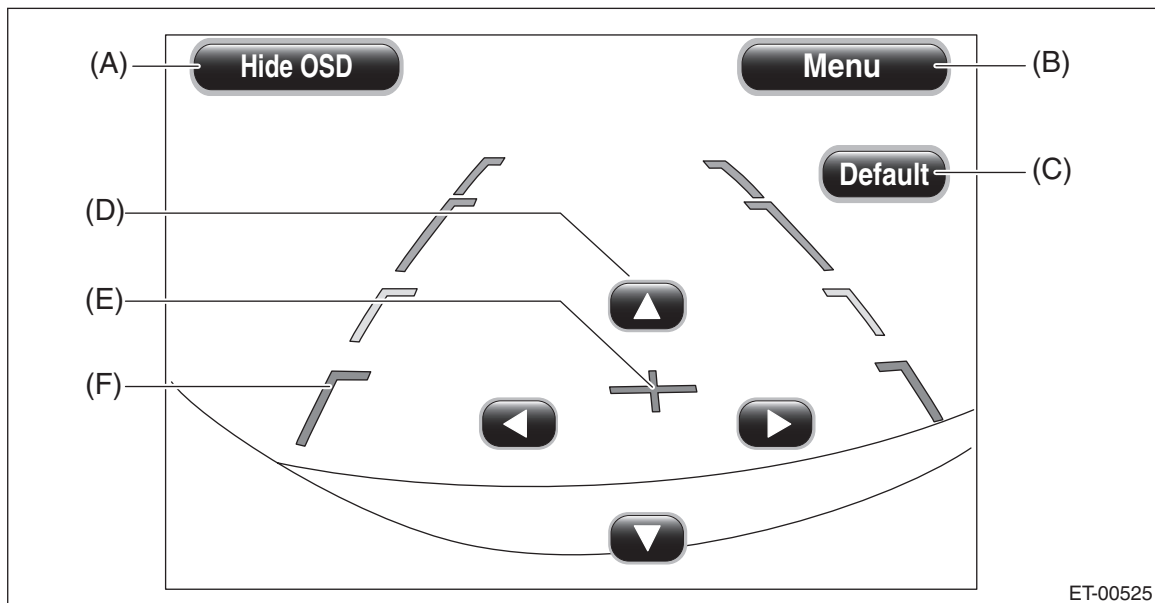 (A) Hide OSD Menu (B)
Default (C)
(D)
(E)
(F)
ET-00525